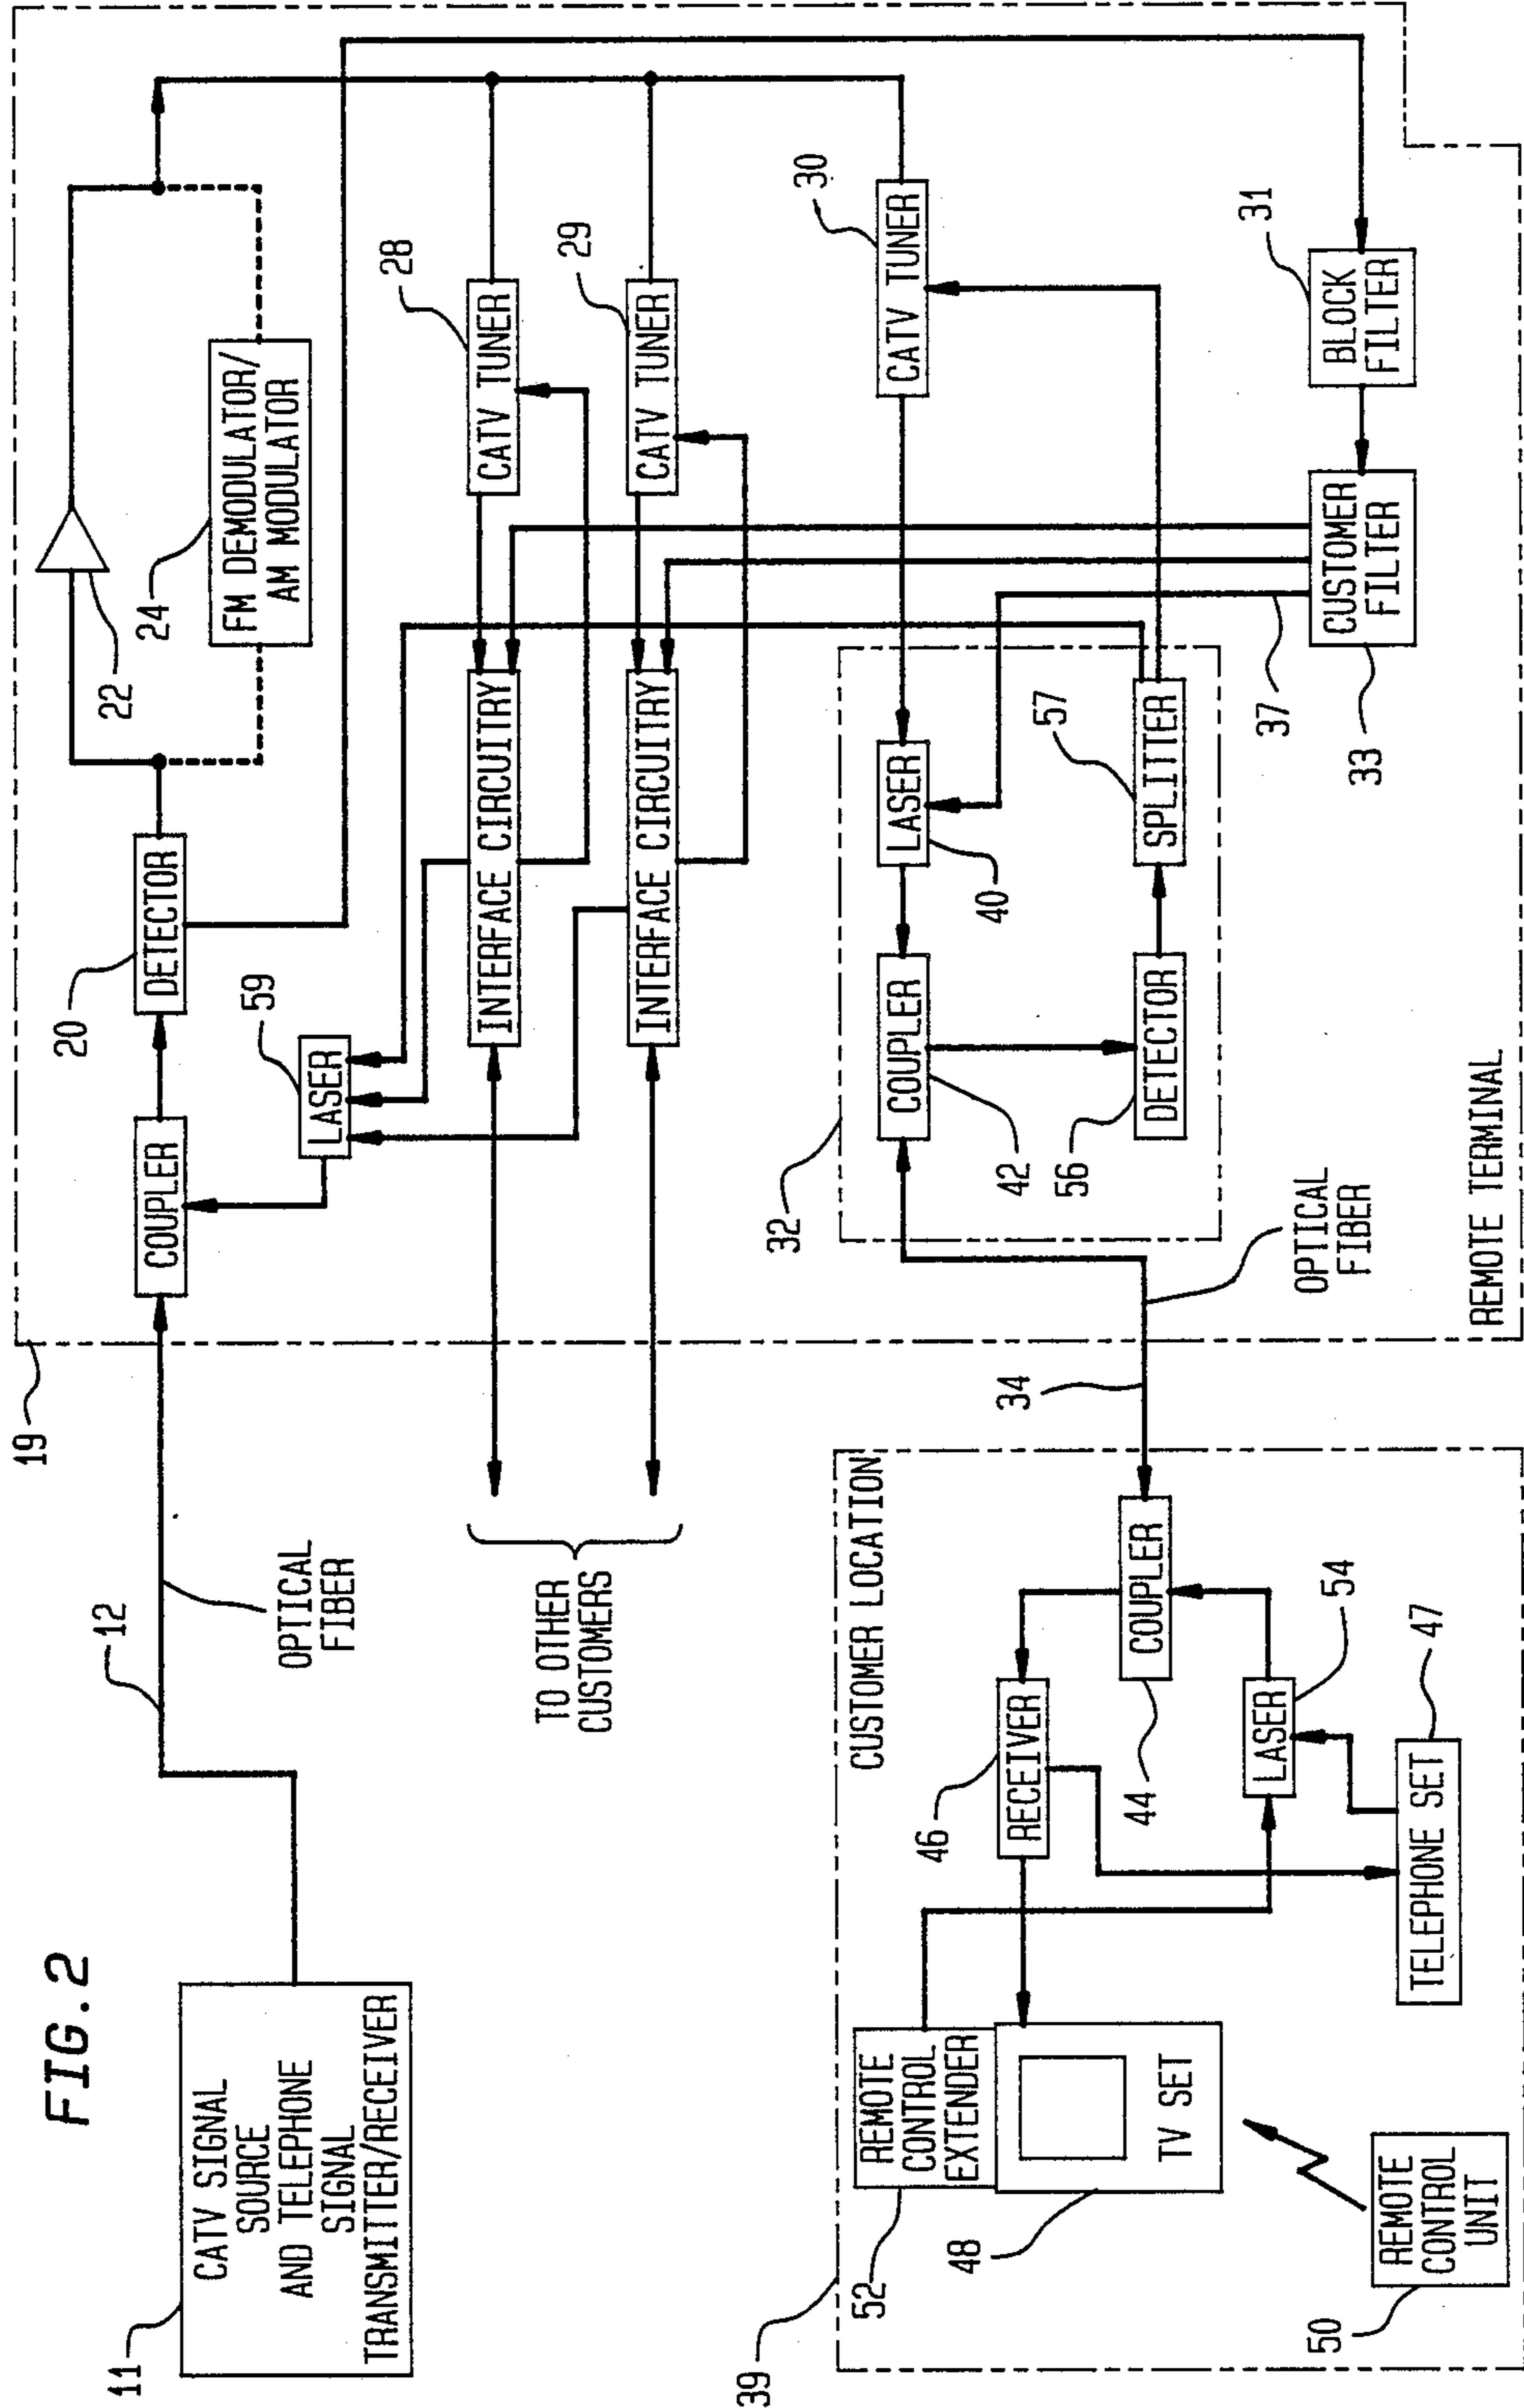 FIG.2
11
CATV SIGNAL
SOURCE
AND TELEPHONE
SIGNAL
TRANSMITTER/RECEIVER
12
OPTICAL
FIBER
19
COUPLER
20
DETECTOR
22
24
FM DEMODULATOR/
AM MODULATOR
59
LASER
28
CATV TUNER
INTERFACE CIRCUITRY
29
CATV TUNER
INTERFACE CIRCUITRY
TO OTHER
CUSTOMERS
30
CATV TUNER
32
COUPLER
42
LASER
40
DETECTOR
56
SPLITTER
57
37
31
BLOCK
FILTER
CUSTOMER
FILTER
33
OPTICAL
FIBER
34
REMOTE TERMINAL
39
CUSTOMER LOCATION
52
REMOTE
CONTROL
EXTENDER
TV SET
48
46
RECEIVER
COUPLER
44
LASER
54
47
TELEPHONE SET
REMOTE
CONTROL
UNIT
50